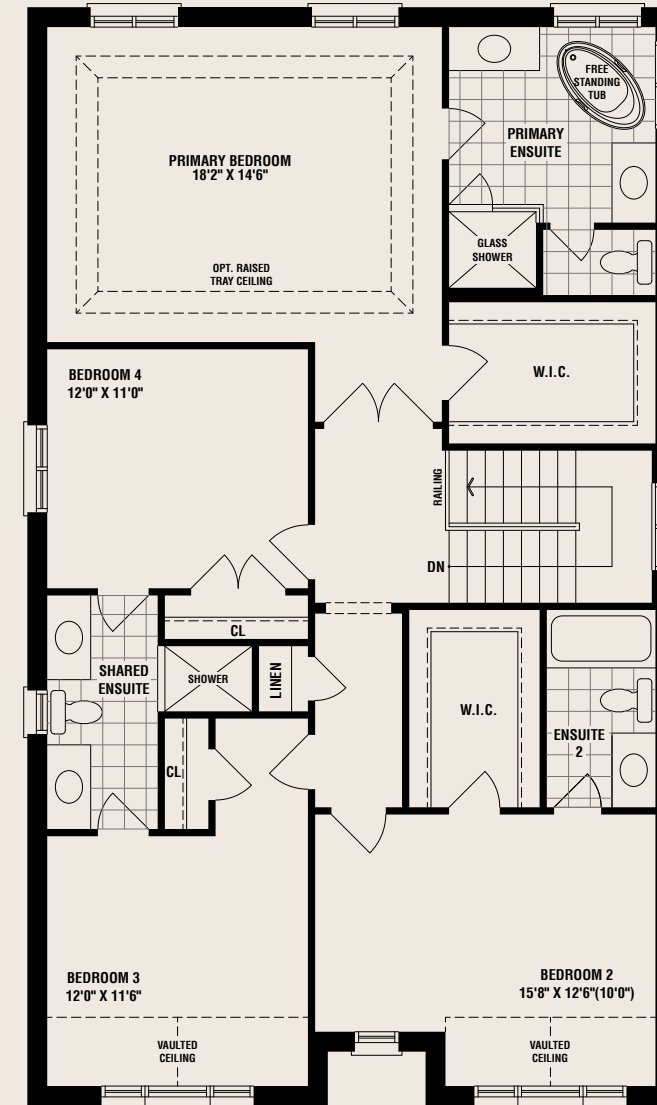 FREE
STANDING
TUB
PRIMARY
ENSUITE
PRIMARY BEDROOM
18'2" X 14'6"
GLASS
SHOWER
OPT. RAISED
TRAY CEILING
BEDROOM 4
12'0" X 11'0"
W.I.C.
RAILING
DN
CL
SHARED
ENSUITE
SHOWER
LINEN
W.I.C.
ENSUITE
2
CL
BEDROOM 3
12'0" X 11'6"
BEDROOM 2
15'8" X 12'6"(10'0")
VAULTED
CEILING
VAULTED
CEILING